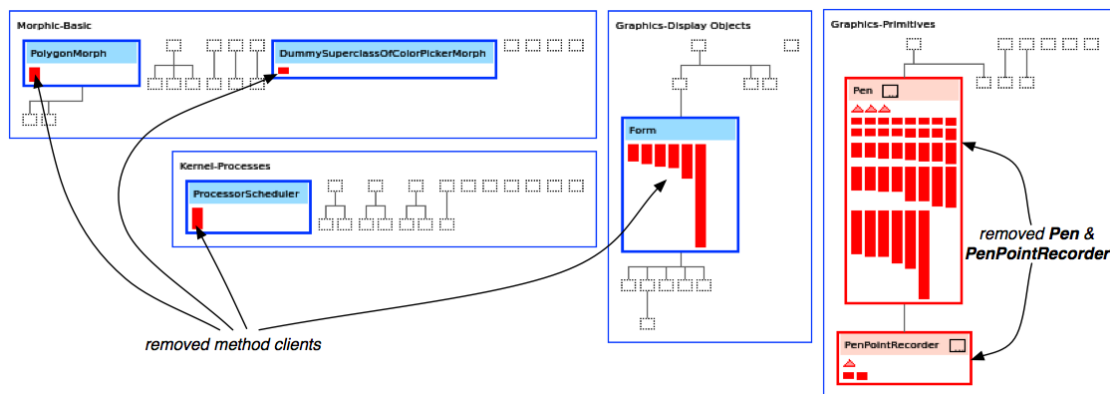 Morphic-Basic
PolygonMorph
DummySuperclassOfColorPickerMorph
Kernel-Processes
ProcessorScheduler
removed method clients
Graphics-Display Objects
Form
Graphics-Primitives
Pen
...
removed Pen &
PenPointRecorder
PenPointRecorder
...